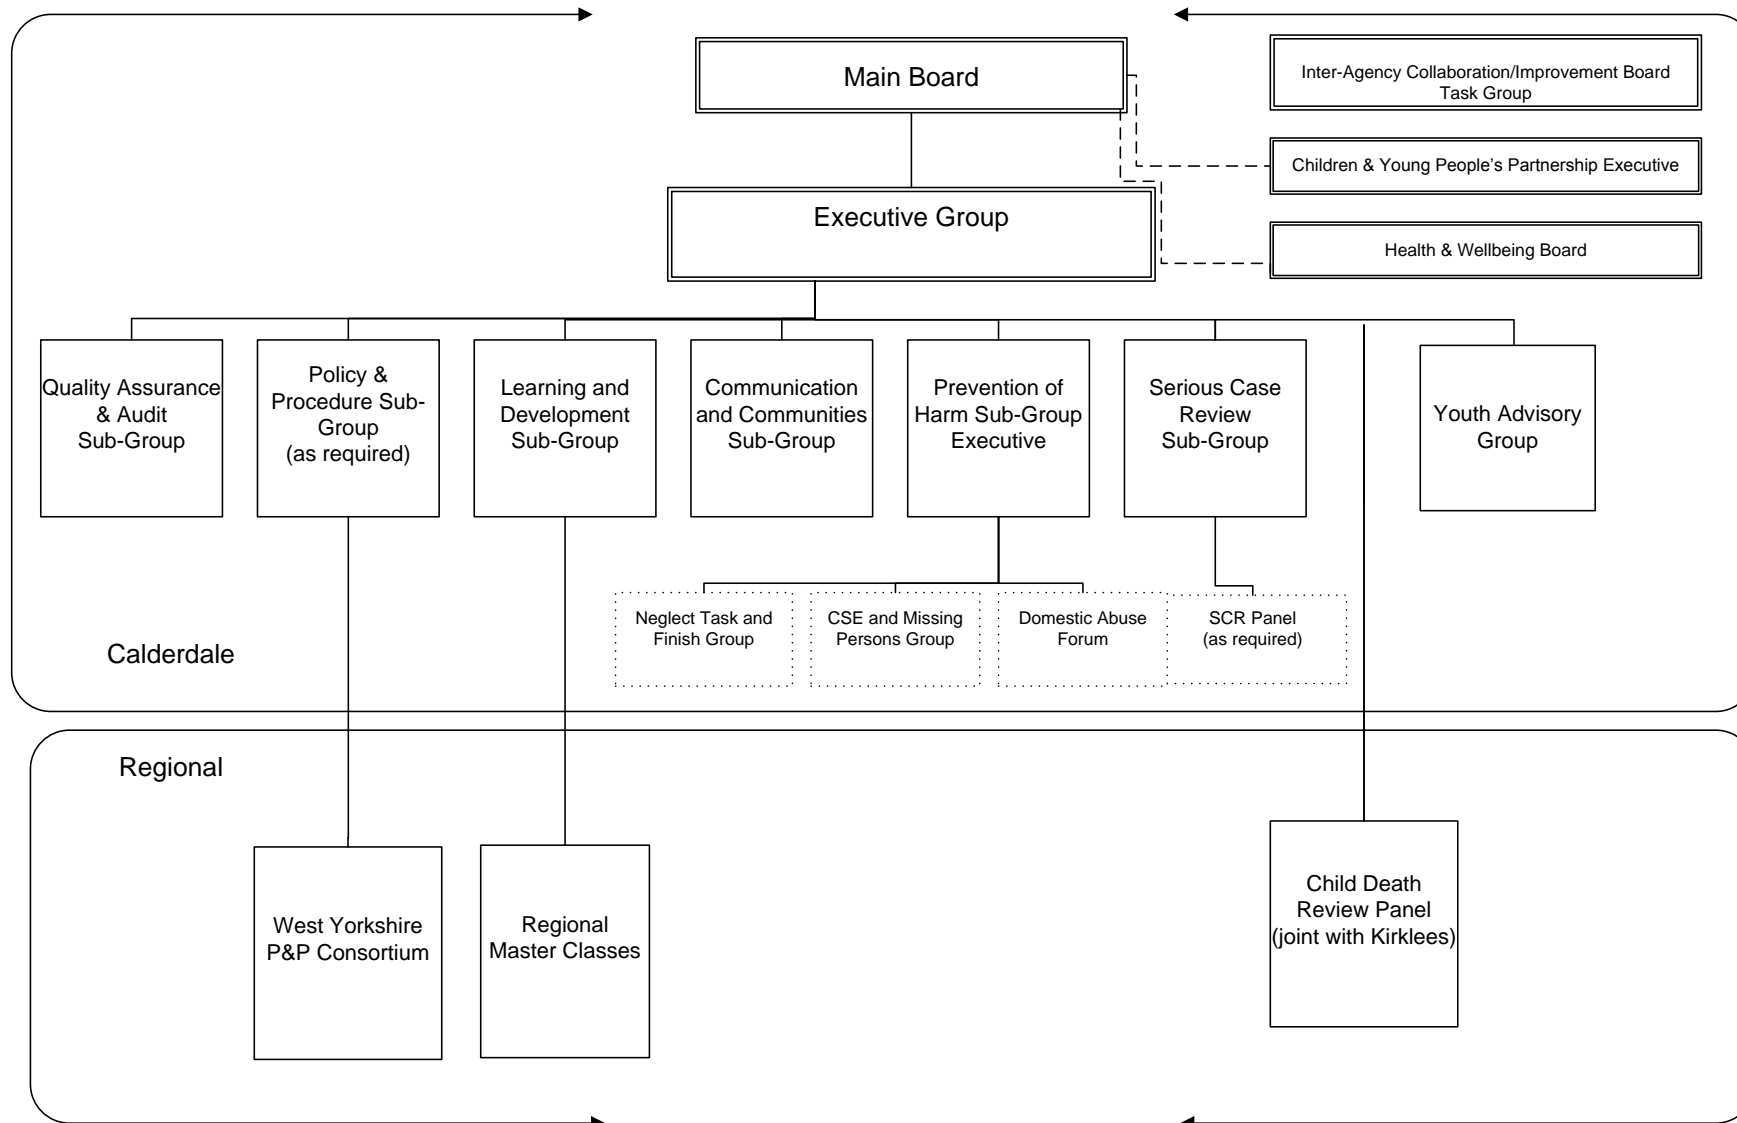 Main Board
Inter-Agency Collaboration/Improvement Board
Task Group
Children & Young People's Partnership Executive
Executive Group
Health & Wellbeing Board
Quality Assurance
& Audit
Sub-Group
Policy &
Procedure Sub-
Group
(as required)
Learning and
Development
Sub-Group
Communication
and Communities
Sub-Group
Prevention of
Harm Sub-Group
Executive
Serious Case
Review
Sub-Group
Youth Advisory
Group
Neglect Task and
Finish Group
CSE and Missing
Persons Group
Domestic Abuse
Forum
SCR Panel
(as required)
Calderdale
Regional
West Yorkshire
P&P Consortium
Regional
Master Classes
Child Death
Review Panel
(joint with Kirklees)